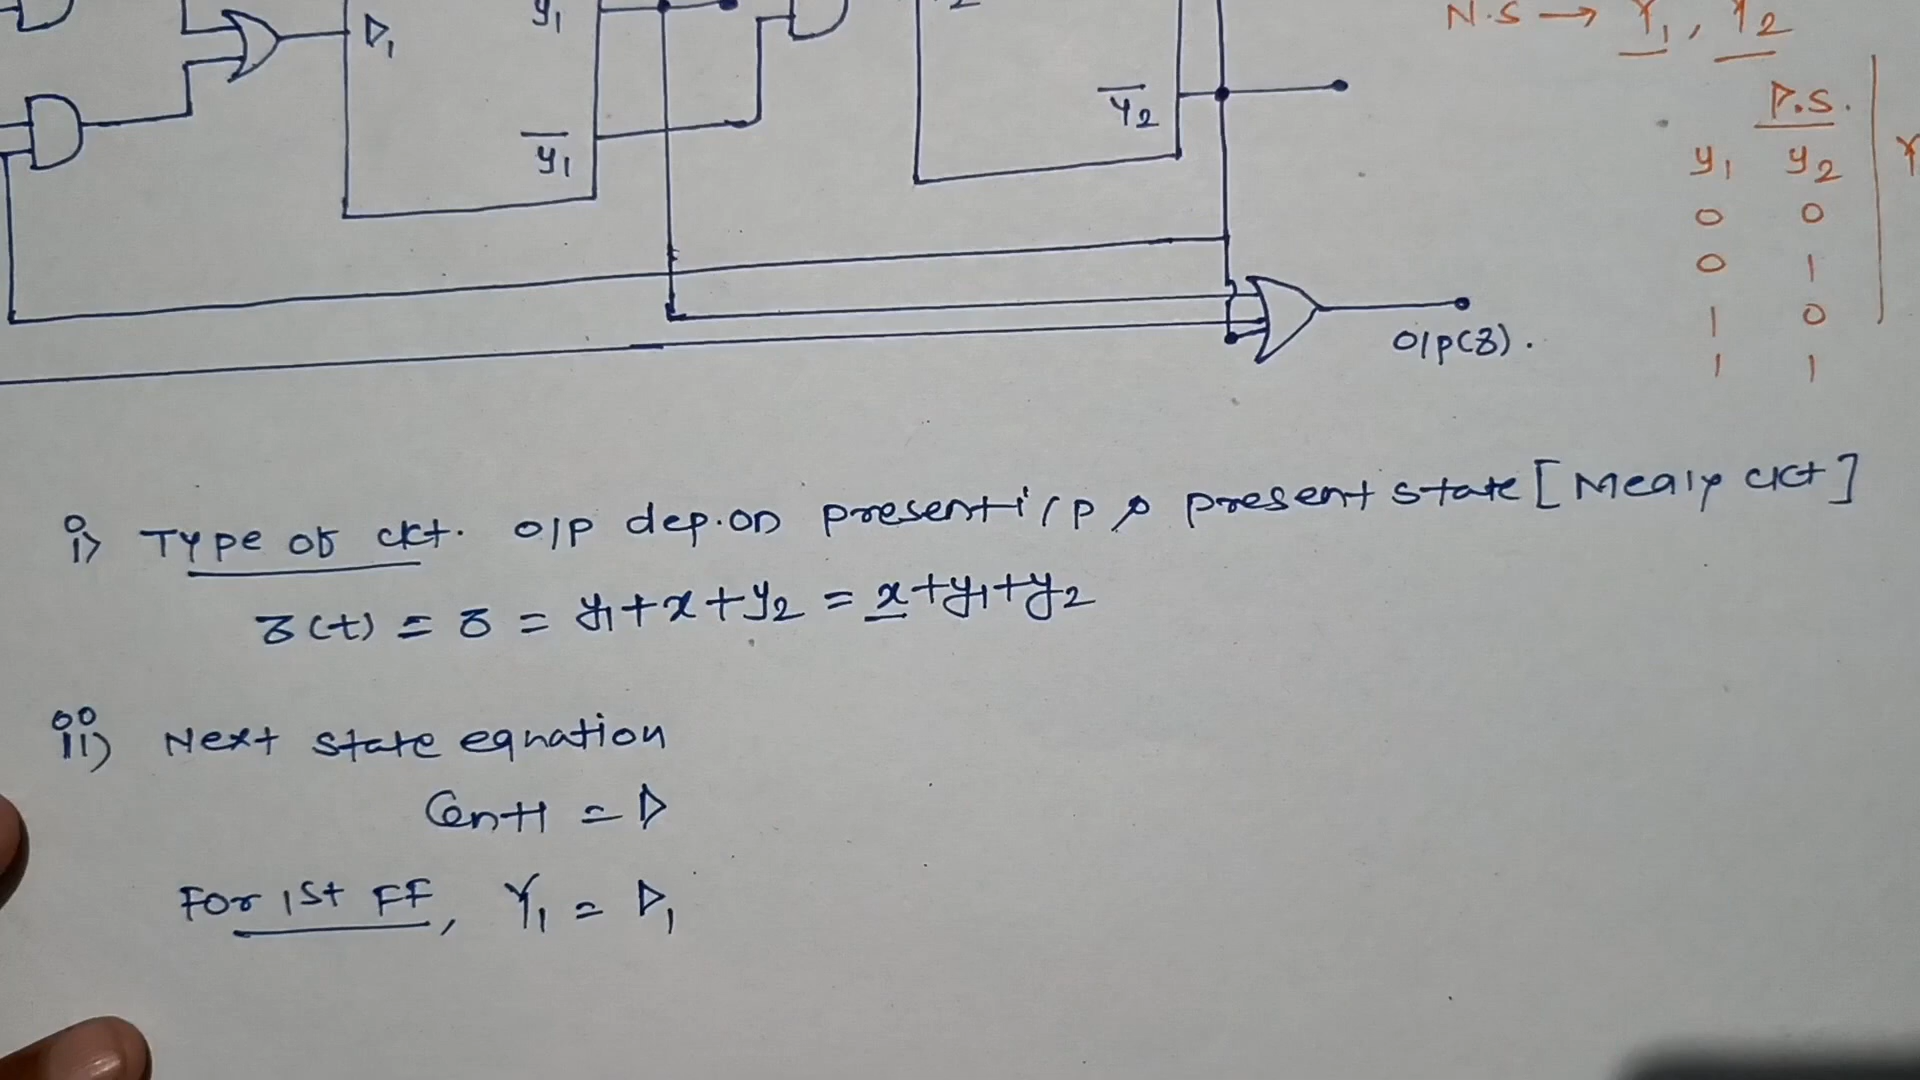 D₁
y₁
y̅₁
y̅₂
O/P(z).
N.S → Y₁, Y₂
P.S.
y₁ y₂
0 0
0 1
1 0
1 1
i) Type of ckt. O/P dep.on present i/p & present state [Mealy ckt]
z(t) = z = y₁+x+y₂ = x+y₁+y₂
ii) Next state equation
Qn+1 = D
For 1st FF, Y₁ = D₁